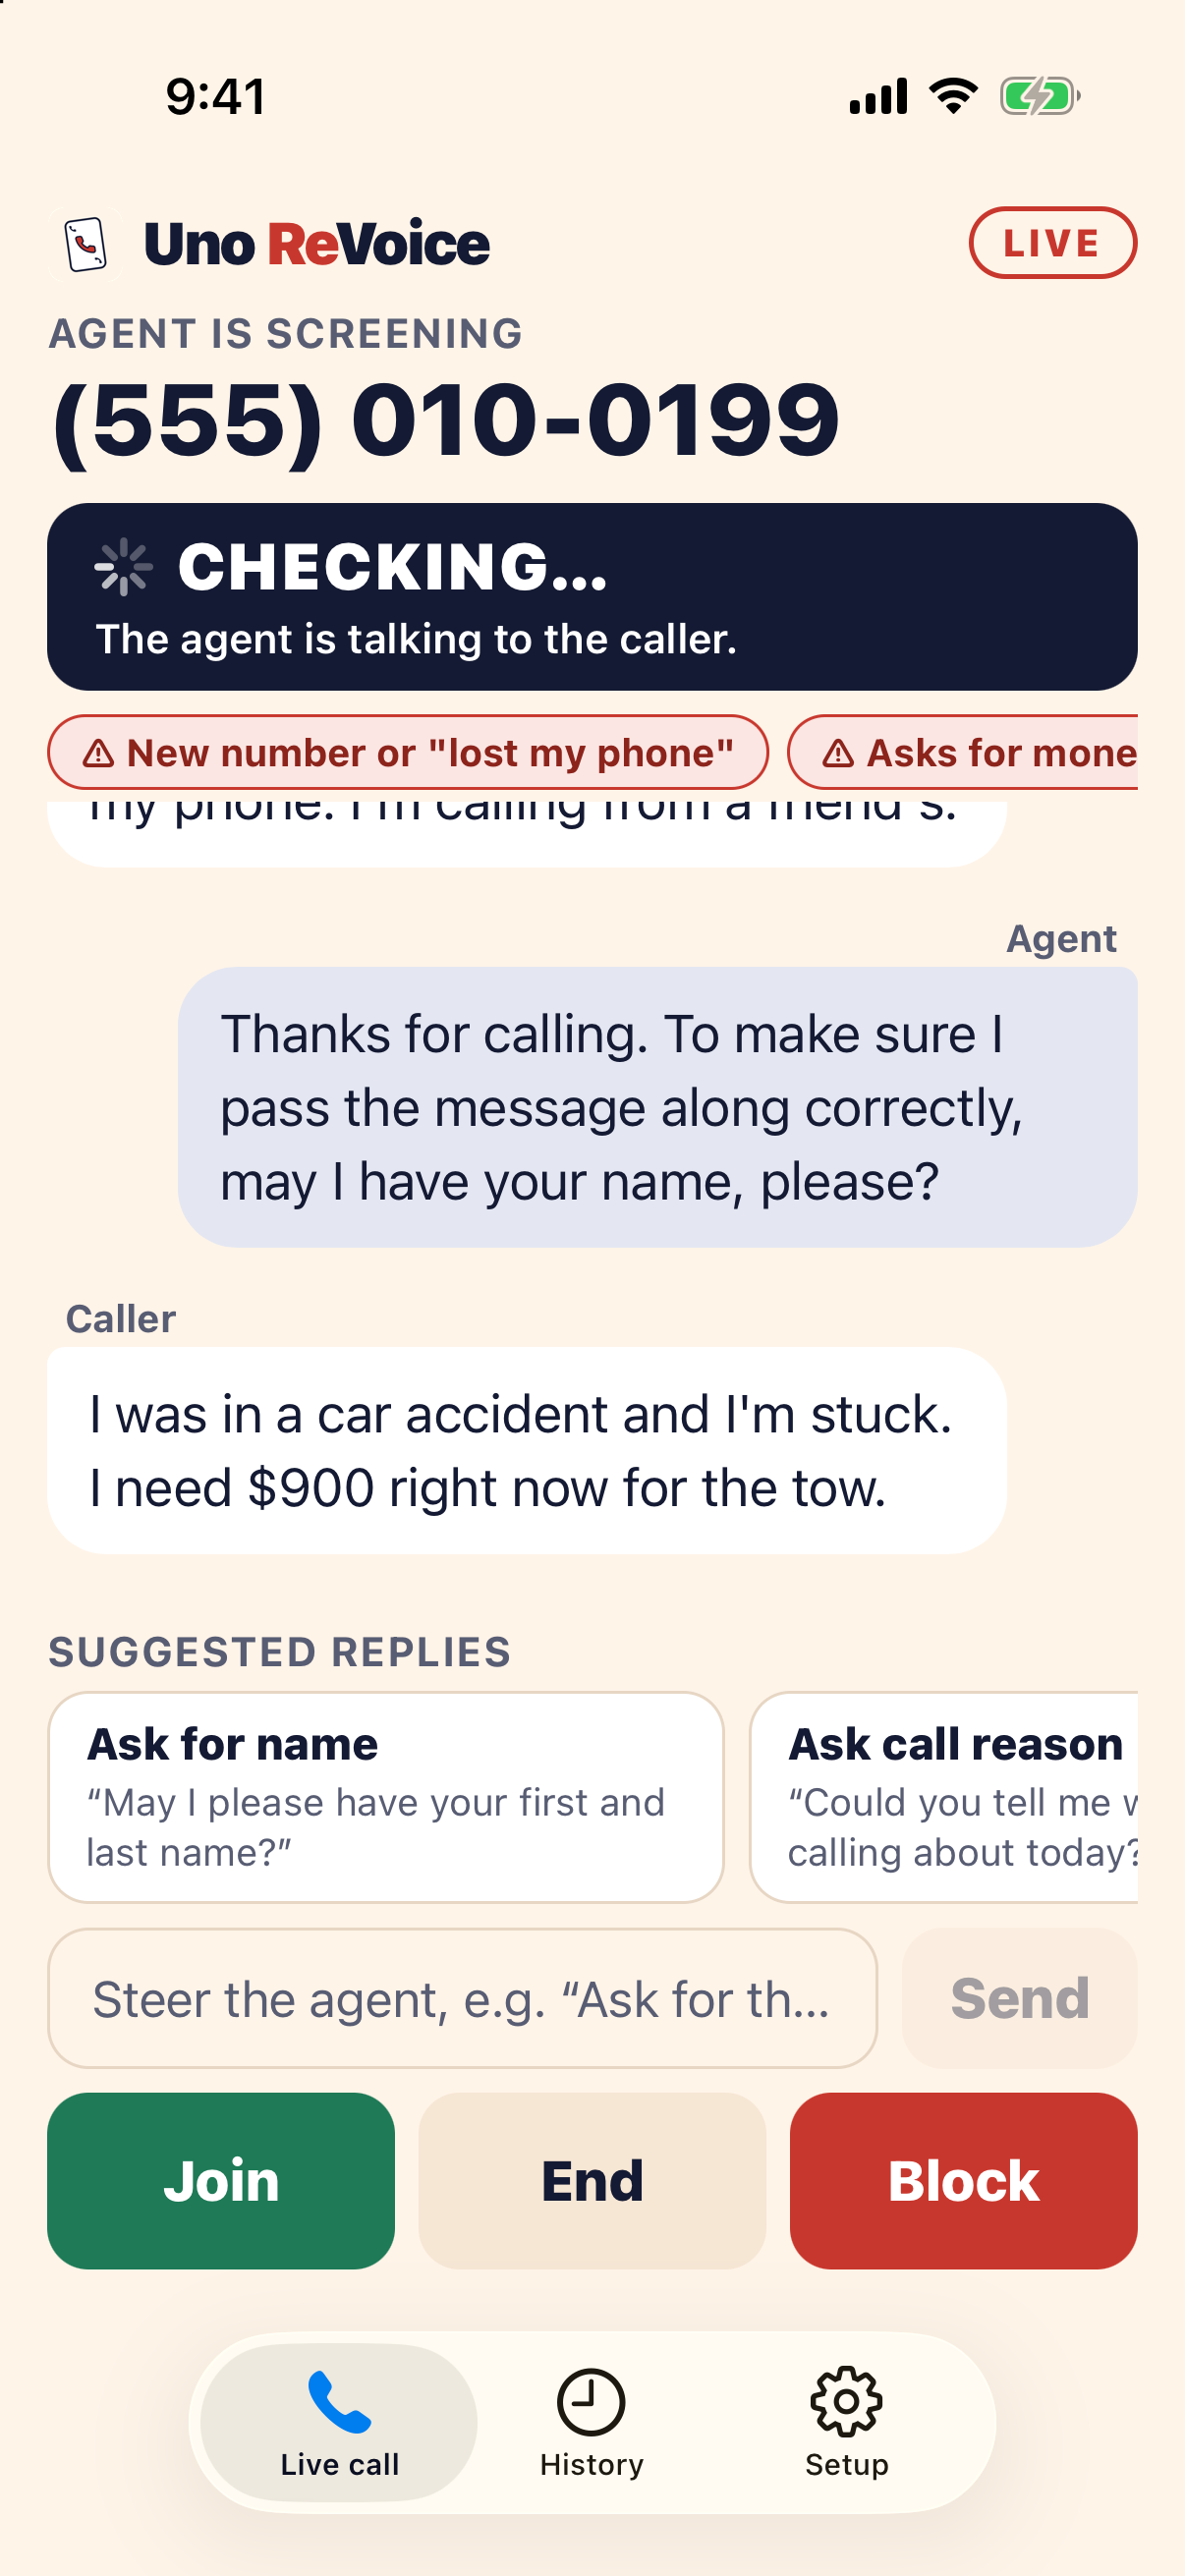 9:41
Uno ReVoice
LIVE
AGENT IS SCREENING
(555) 010-0199
CHECKING...
The agent is talking to the caller.
New number or "lost my phone"
Asks for mone
my phone. I'm calling from a friend's.
Agent
Thanks for calling. To make sure I
pass the message along correctly,
may I have your name, please?
Caller
I was in a car accident and I'm stuck.
I need $900 right now for the tow.
SUGGESTED REPLIES
Ask for name
“May I please have your first and
last name?”
Ask call reason
“Could you tell me
calling about today?
Steer the agent, e.g. “Ask for th...
Send
Join
End
Block
Live call
History
Setup